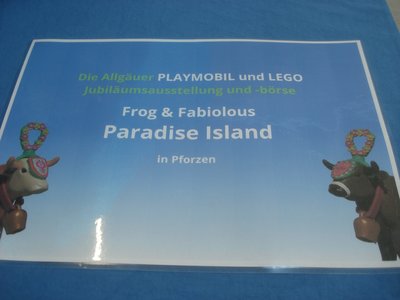 Die Allgäuer PLAYMOBIL und LEGO
Jubiläumsausstellung und -börse
Frog & Fabiolous
Paradise Island
in Pforzen